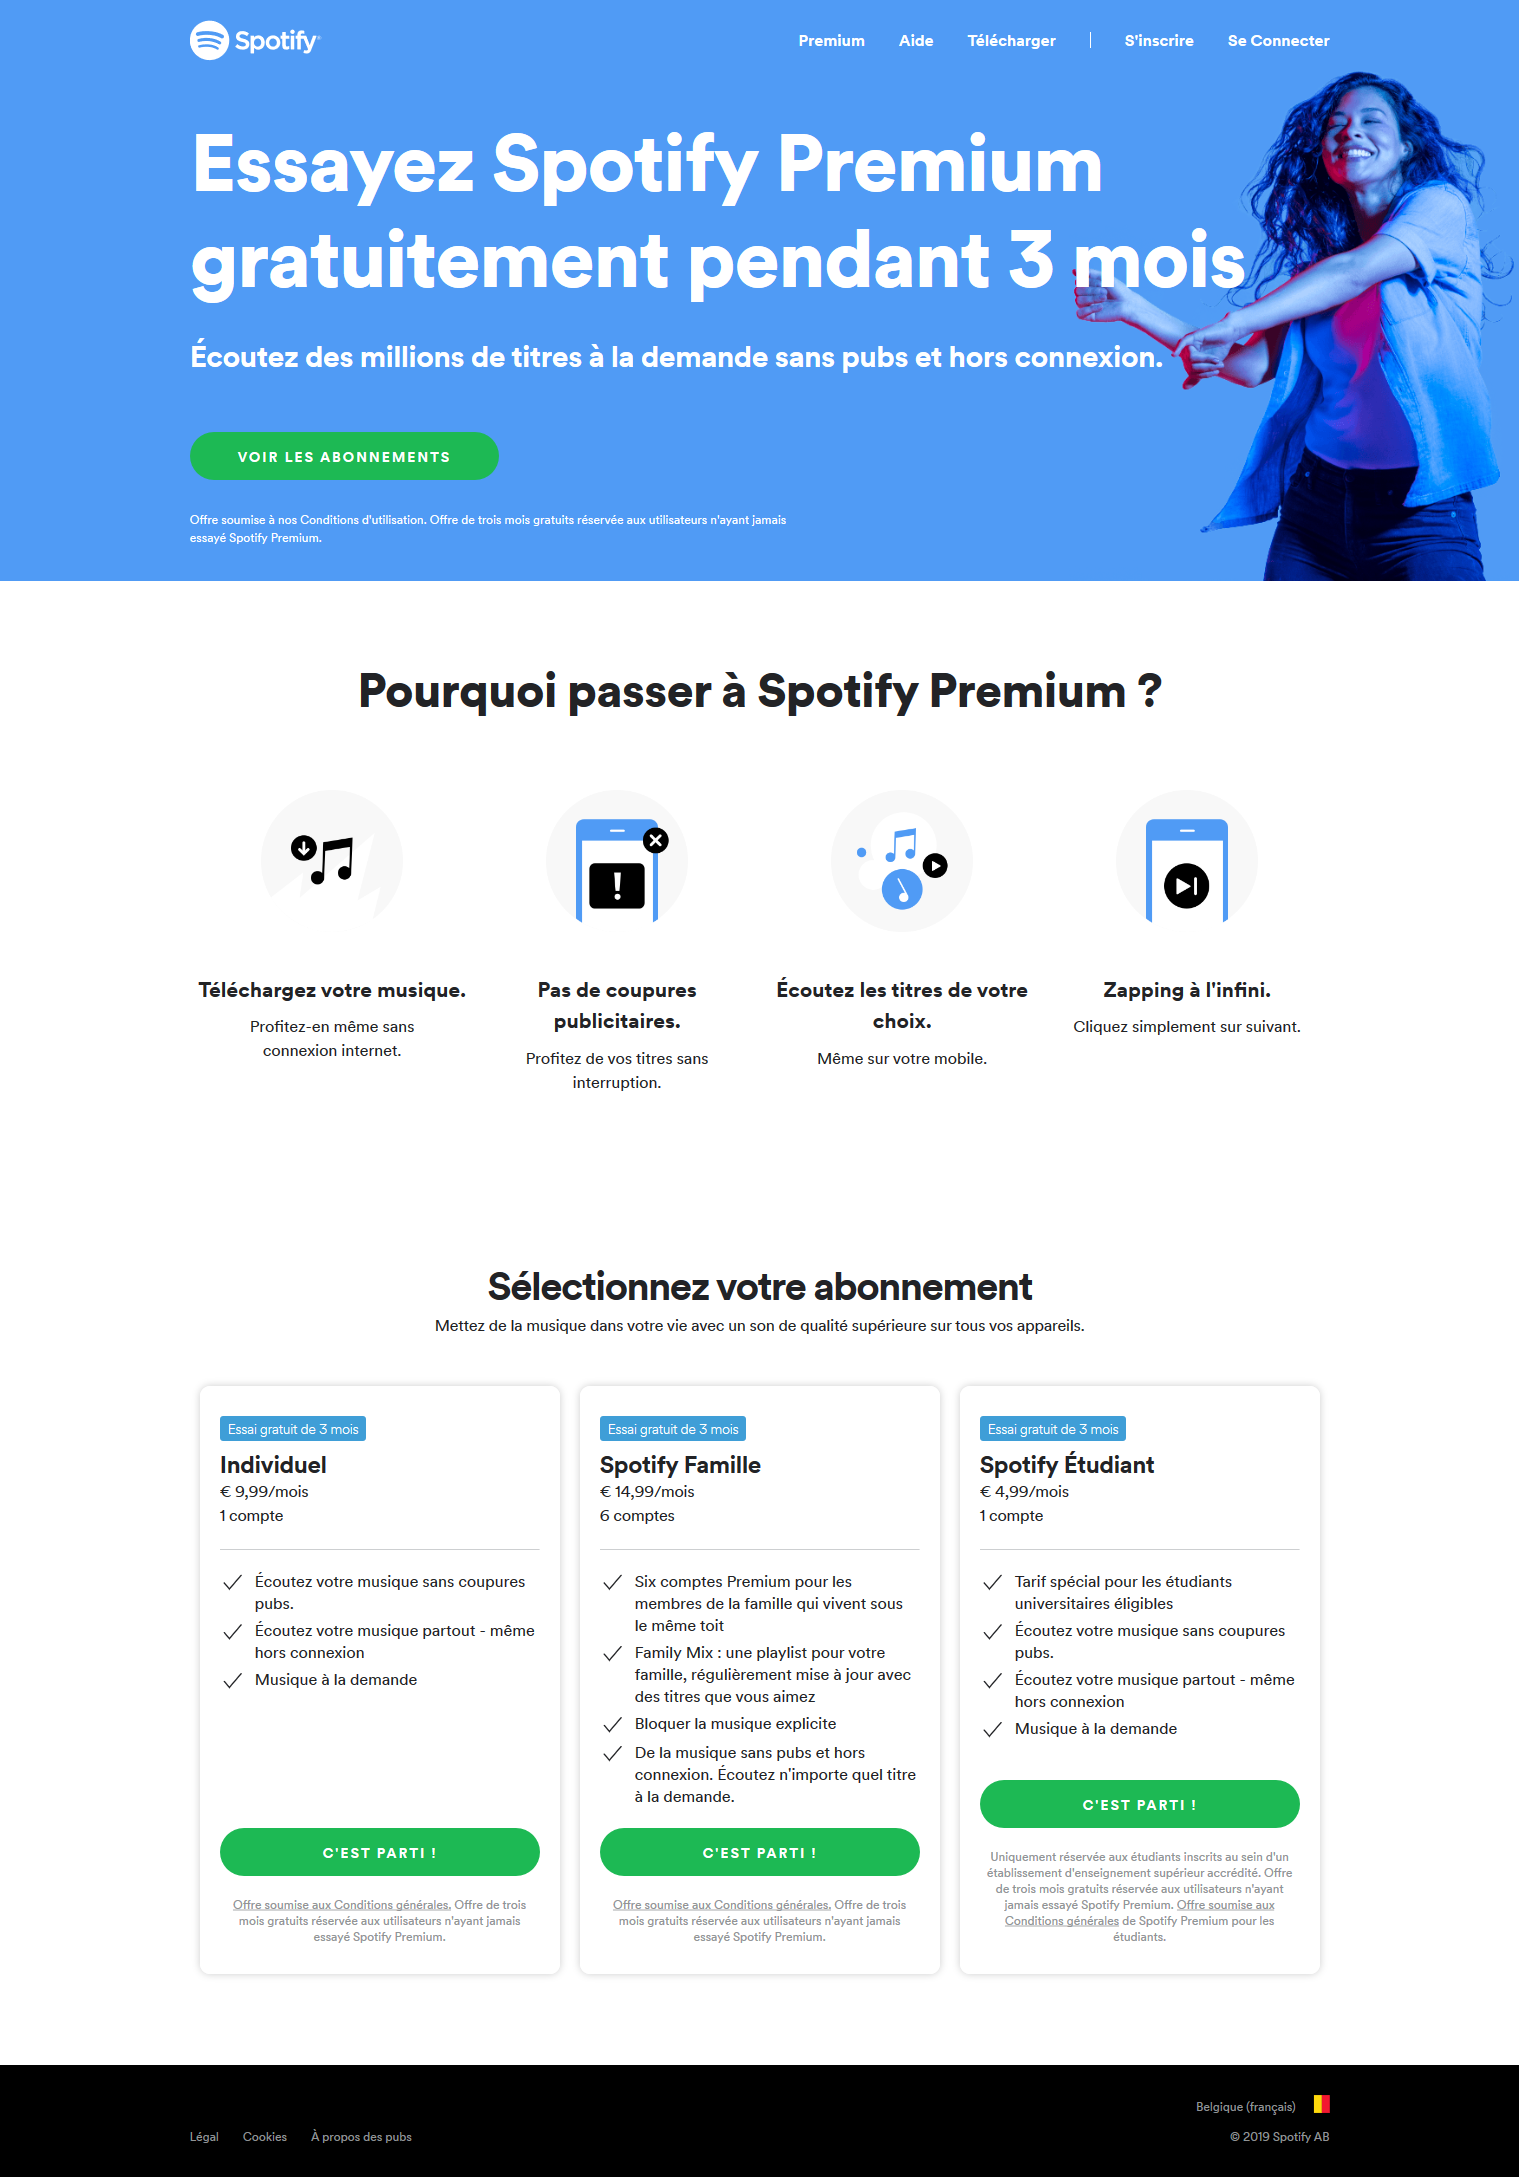 Spotify
Premium Aide Télécharger S'inscrire Se Connecter
Essayez Spotify Premium
gratuitement pendant 3 mois
Écoutez des millions de titres à la demande sans pubs et hors connexion.
VOIR LES ABONNEMENTS
Offre soumise à nos Conditions d'utilisation. Offre de trois mois gratuits réservée aux utilisateurs n'ayant jamais
essayé Spotify Premium.
Pourquoi passer à Spotify Premium ?
Téléchargez votre musique.
Profitez-en même sans
connexion internet.
Pas de coupures
publicitaires.
Profitez de vos titres sans
interruption.
Écoutez les titres de votre
choix.
Même sur votre mobile.
Zapping à l'infini.
Cliquez simplement sur suivant.
Sélectionnez votre abonnement
Mettez de la musique dans votre vie avec un son de qualité supérieure sur tous vos appareils.
Essai gratuit de 3 mois
Individuel
€ 9,99/mois
1 compte
Écoutez votre musique sans coupures
pubs.
Écoutez votre musique partout - même
hors connexion
Musique à la demande
C'EST PARTI !
Offre soumise aux Conditions générales. Offre de trois
mois gratuits réservée aux utilisateurs n'ayant jamais
essayé Spotify Premium.
Essai gratuit de 3 mois
Spotify Famille
€ 14,99/mois
6 comptes
Six comptes Premium pour les
membres de la famille qui vivent sous
le même toit
Family Mix : une playlist pour votre
famille, régulièrement mise à jour avec
des titres que vous aimez
Bloquer la musique explicite
De la musique sans pubs et hors
connexion. Écoutez n'importe quel titre
à la demande.
C'EST PARTI !
Offre soumise aux Conditions générales. Offre de trois
mois gratuits réservée aux utilisateurs n'ayant jamais
essayé Spotify Premium.
Essai gratuit de 3 mois
Spotify Étudiant
€ 4,99/mois
1 compte
Tarif spécial pour les étudiants
universitaires éligibles
Écoutez votre musique sans coupures
pubs.
Écoutez votre musique partout - même
hors connexion
Musique à la demande
C'EST PARTI !
Uniquement réservée aux étudiants inscrits au sein d'un
établissement d'enseignement supérieur accrédité. Offre
de trois mois gratuits réservée aux utilisateurs n'ayant
jamais essayé Spotify Premium. Offre soumise aux
Conditions générales de Spotify Premium pour les
étudiants.
Belgique (français)
Légal Cookies À propos des pubs
© 2019 Spotify AB